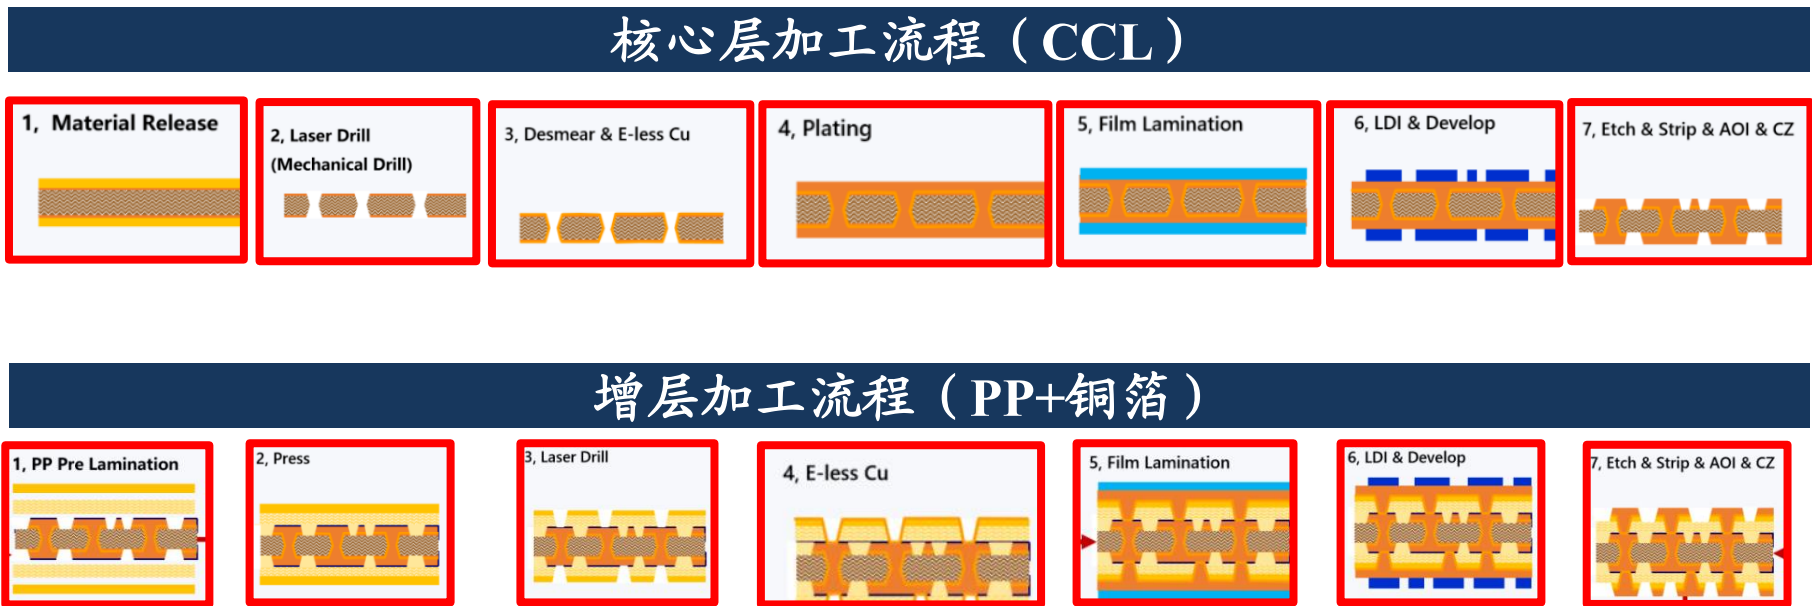 核心层加工流程（CCL）
1, Material Release
2, Laser Drill
(Mechanical Drill)
3, Desmear & E-less Cu
4, Plating
5, Film Lamination
6, LDI & Develop
7, Etch & Strip & AOI & CZ
增层加工流程（PP+铜箔）
1, PP Pre Lamination
2, Press
3, Laser Drill
4, E-less Cu
5, Film Lamination
6, LDI & Develop
7, Etch & Strip & AOI & CZ